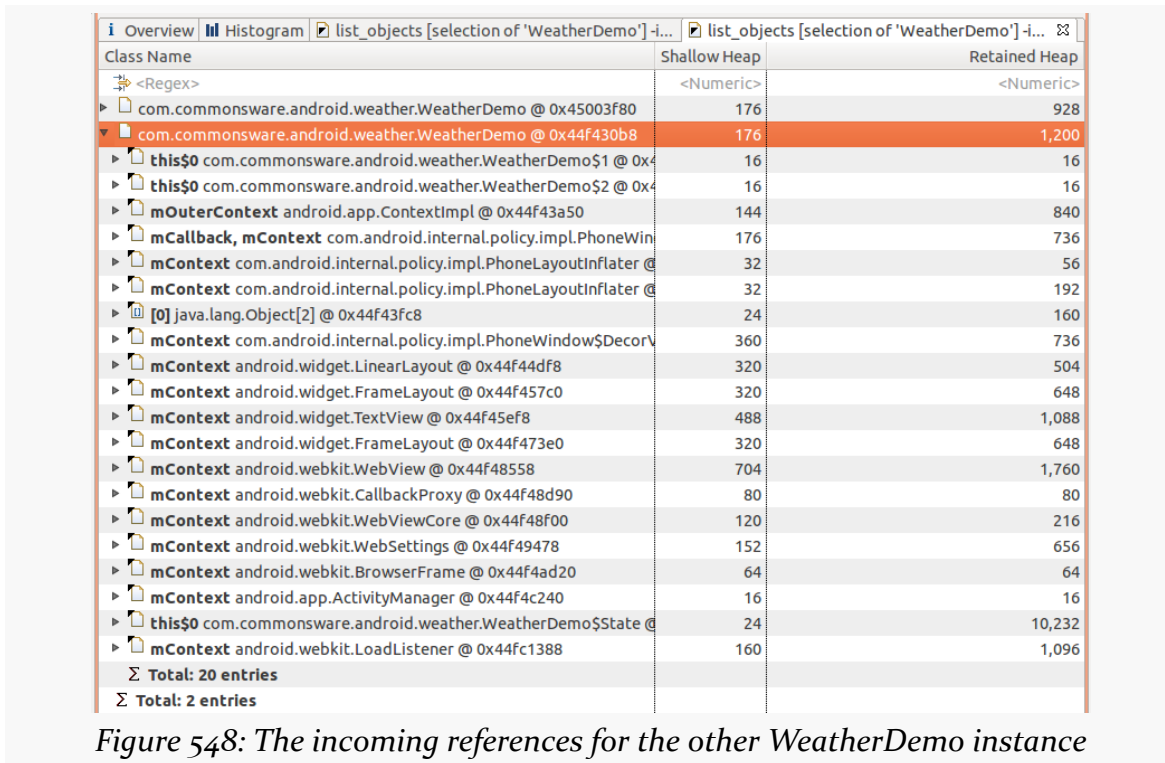 i Overview Histogram list_objects [selection of 'WeatherDemo'] -i... list_objects [selection of 'WeatherDemo'] -i...
Class Name Shallow Heap Retained Heap
<Regex> <Numeric> <Numeric>
com.commonsware.android.weather.WeatherDemo @ 0x45003f80 176 928
com.commonsware.android.weather.WeatherDemo @ 0x44f430b8 176 1,200
this$0 com.commonsware.android.weather.WeatherDemo$1 @ 0x4 16 16
this$0 com.commonsware.android.weather.WeatherDemo$2 @ 0x4 16 16
mOuterContext android.app.ContextImpl @ 0x44f43a50 144 840
mCallback, mContext com.android.internal.policy.impl.PhoneWin 176 736
mContext com.android.internal.policy.impl.PhoneLayoutInflater @ 32 56
mContext com.android.internal.policy.impl.PhoneLayoutInflater @ 32 192
[0] java.lang.Object[2] @ 0x44f43fc8 24 160
mContext com.android.internal.policy.impl.PhoneWindow$DecorV 360 736
mContext android.widget.LinearLayout @ 0x44f44df8 320 504
mContext android.widget.FrameLayout @ 0x44f457c0 320 648
mContext android.widget.TextView @ 0x44f45ef8 488 1,088
mContext android.widget.FrameLayout @ 0x44f473e0 320 648
mContext android.webkit.WebView @ 0x44f48558 704 1,760
mContext android.webkit.CallbackProxy @ 0x44f48d90 80 80
mContext android.webkit.WebViewCore @ 0x44f48f00 120 216
mContext android.webkit.WebSettings @ 0x44f49478 152 656
mContext android.webkit.BrowserFrame @ 0x44f4ad20 64 64
mContext android.app.ActivityManager @ 0x44f4c240 16 16
this$0 com.commonsware.android.weather.WeatherDemo$State @ 24 10,232
mContext android.webkit.LoadListener @ 0x44fc1388 160 1,096
Σ Total: 20 entries
Σ Total: 2 entries
Figure 548: The incoming references for the other WeatherDemo instance